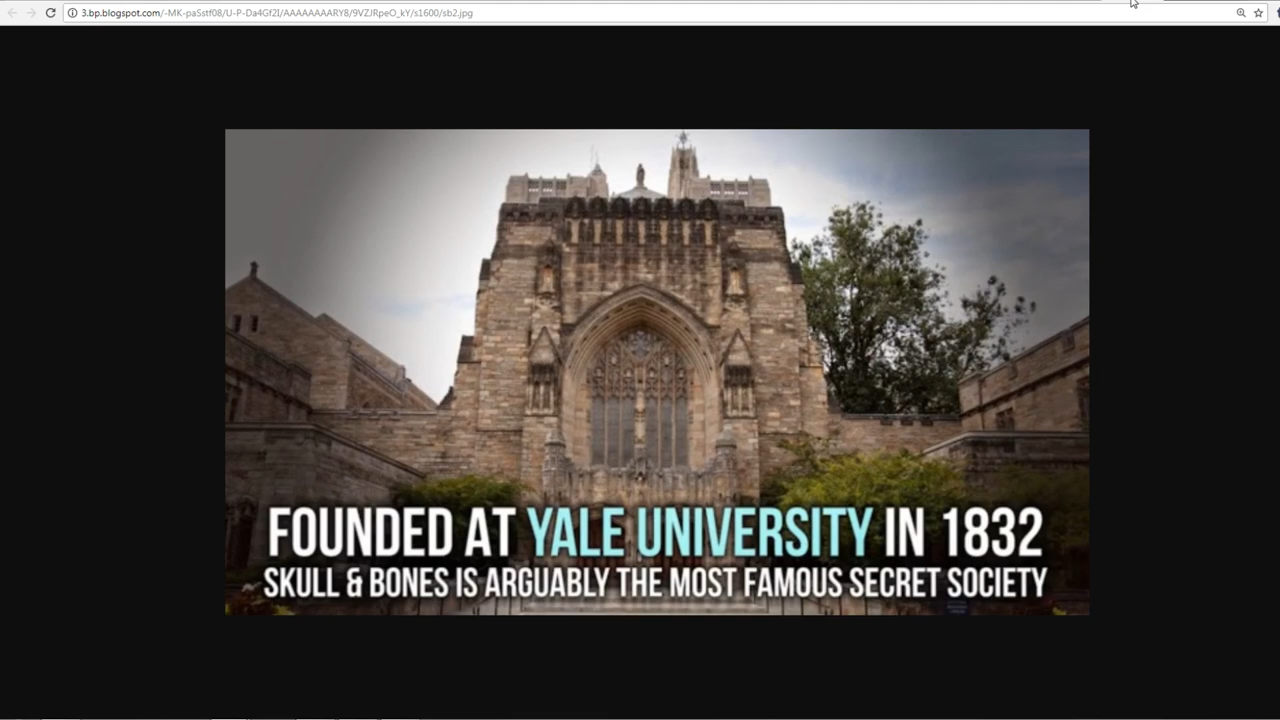 3.bp.blogspot.com/-MK-paSstf08/U-P-Da4Gf2I/AAAAAAAARY8/9VZJRpeO_kY/s1600/sb2.jpg
FOUNDED AT YALE UNIVERSITY IN 1832
SKULL & BONES IS ARGUABLY THE MOST FAMOUS SECRET SOCIETY